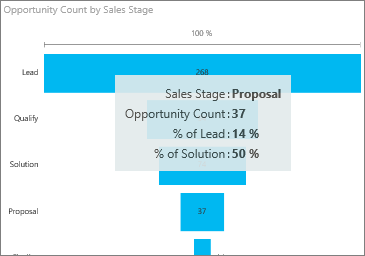 Opportunity Count by Sales Stage
100 %
Lead
268
Sales Stage: Proposal
Qualify
Opportunity Count: 37
% of Lead: 14 %
Solution
% of Solution: 50 %
Proposal
37